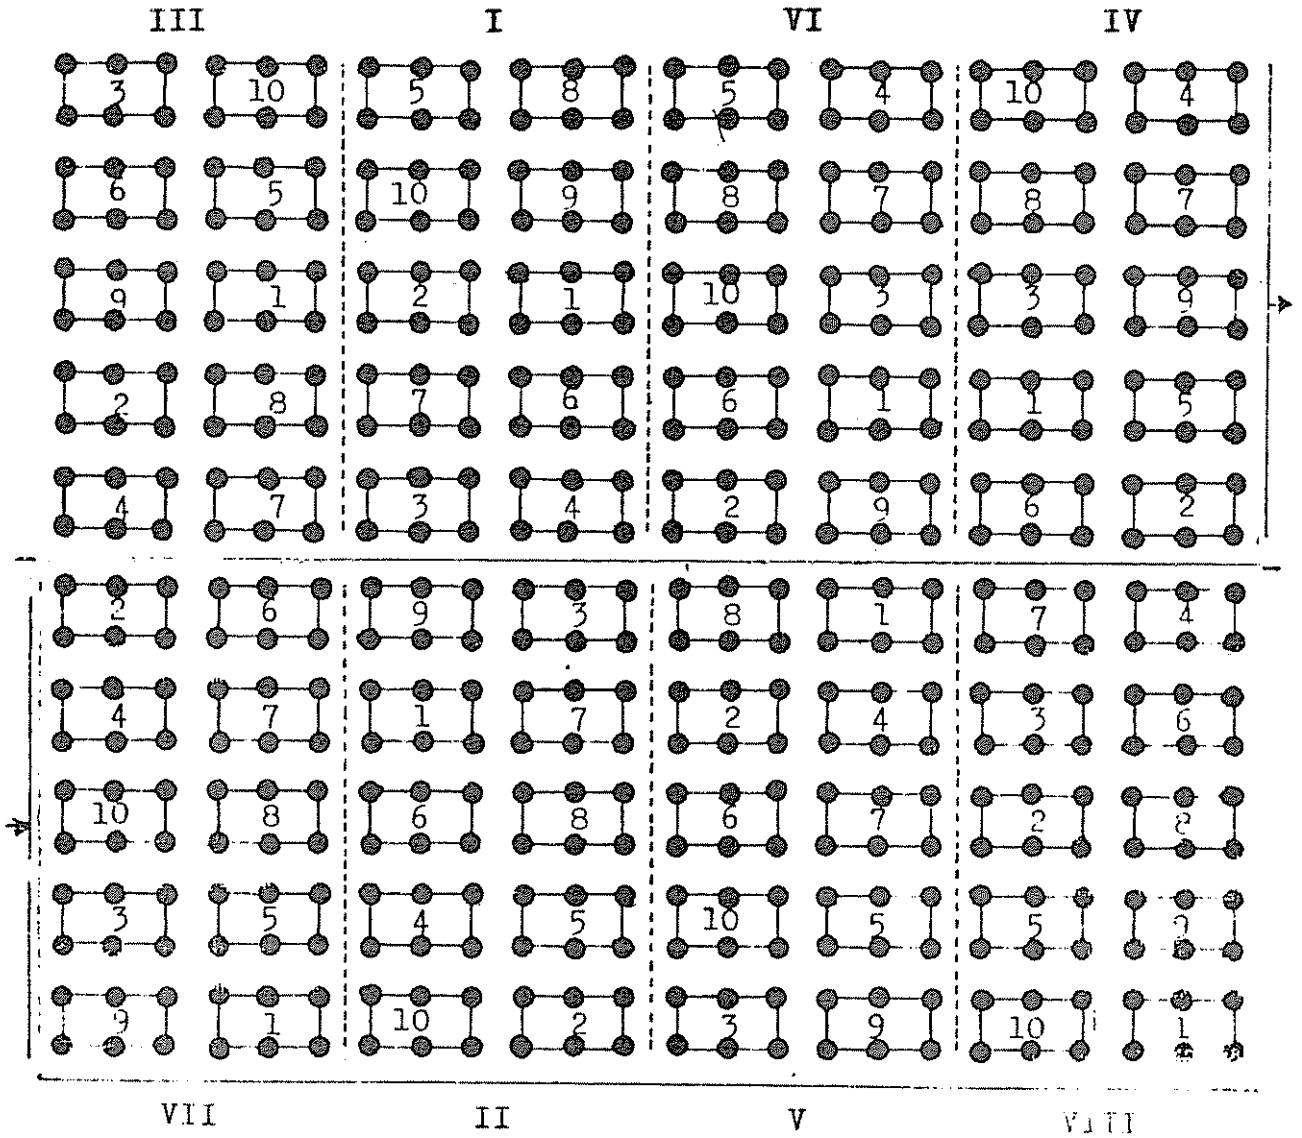 III I VI IV
3 10 5 8 5 4 10 4
6 5 10 9 8 7 8 7
9 1 2 1 10 3 3 9
2 8 7 6 6 1 1 5
4 7 3 4 2 9 6 2
2 6 9 3 8 1 7 4
4 7 1 7 2 4 3 6
10 8 6 8 6 7 2 8
3 5 4 5 10 5 5 9
9 1 10 2 3 9 10 1
VII II V VIII